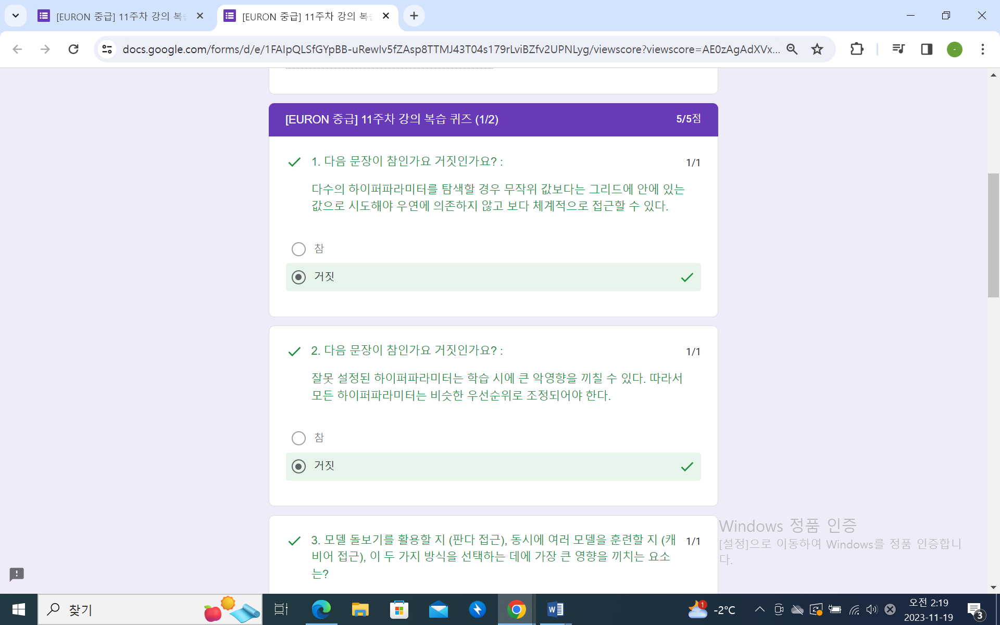 [EURON 중급] 11주차 강의 복
[EURON 중급] 11주차 강의 복
docs.google.com/forms/d/e/1FAIpQLSfGYpBB-uRewIv5fZAsp8TTMJ43T04s179rLviBZfv2UPNLyg/viewscore?viewscore=AE0zAgAdXVx...
[EURON 중급] 11주차 강의 복습 퀴즈 (1/2)
5/5점
1. 다음 문장이 참인가요 거짓인가요? :
1/1
다수의 하이퍼파라미터를 탐색할 경우 무작위 값보다는 그리드에 안에 있는
값으로 시도해야 우연에 의존하지 않고 보다 체계적으로 접근할 수 있다.
참
거짓
2. 다음 문장이 참인가요 거짓인가요? :
1/1
잘못 설정된 하이퍼파라미터는 학습 시에 큰 악영향을 끼칠 수 있다. 따라서
모든 하이퍼파라미터는 비슷한 우선순위로 조정되어야 한다.
참
거짓
3. 모델 돌보기를 활용할 지 (판다 접근), 동시에 여러 모델을 훈련할 지 (캐
1/1
비어 접근), 이 두 가지 방식을 선택하는 데에 가장 큰 영향을 끼치는 요소
는?
Windows 정품 인증
[설정]으로 이동하여 Windows를 정품 인증합니
다.
찾기
1
-2°C
오전 2:19
2023-11-19
3